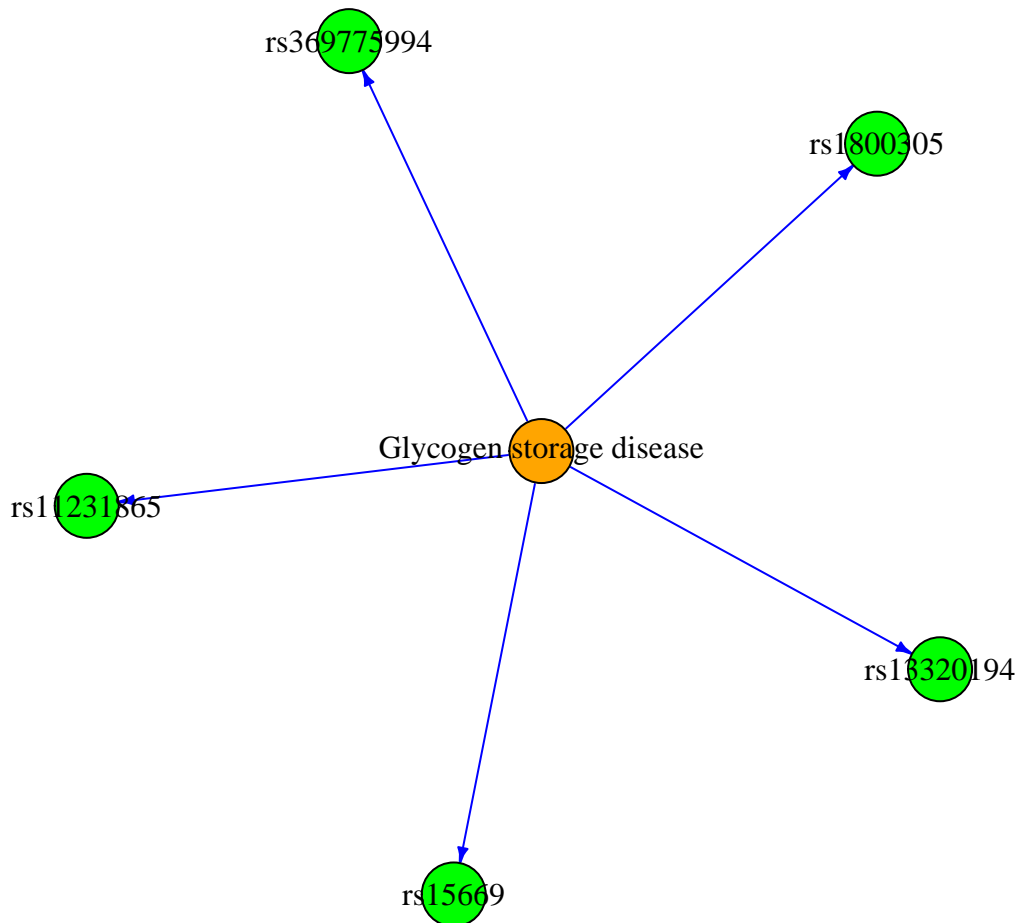 rs369775994
rs1800305
Glycogen storage disease
rs11231865
rs13320194
rs15669